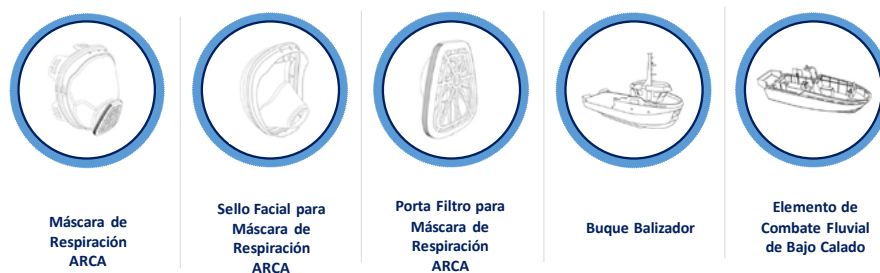 Máscara de
Respiración
ARCA
Sello Facial para
Máscara de
Respiración
ARCA
Porta Filtro para
Máscara de
Respiración
ARCA
Buque Balizador
Elemento de
Combate Fluvial
de Bajo Calado